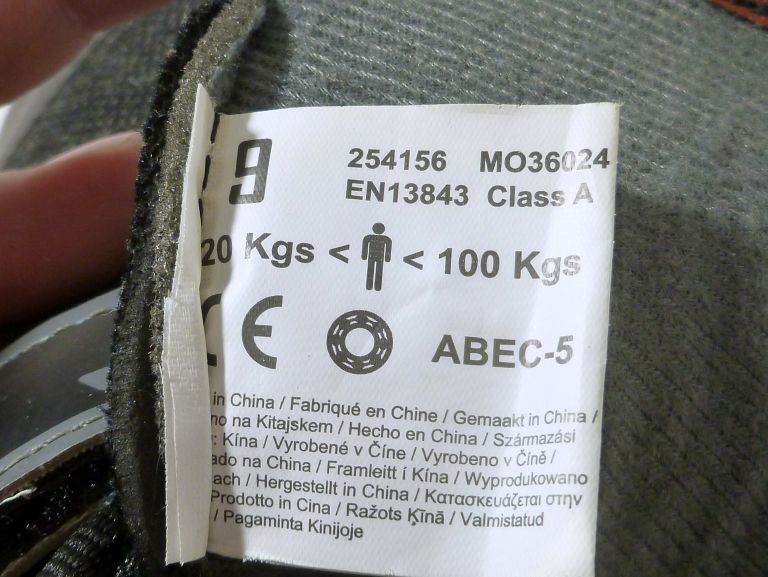 9 254156 MO36024
EN13843 Class A
20 Kgs < < 100 Kgs
CE ABEC-5
in China / Fabriqué en Chine / Gemaakt in China /
no na Kitajskem / Hecho en China / Származási
: Kína / Vyrobené v Číne / Vyrobeno v Číně /
ado na China / Framleitt í Kína / Wyprodukowano
ach / Hergestellt in China / Κατασκευάζεται στην
Prodotto in Cina / Ražots Ķīnā / Valmistatud
/ Pagaminta Kinijoje